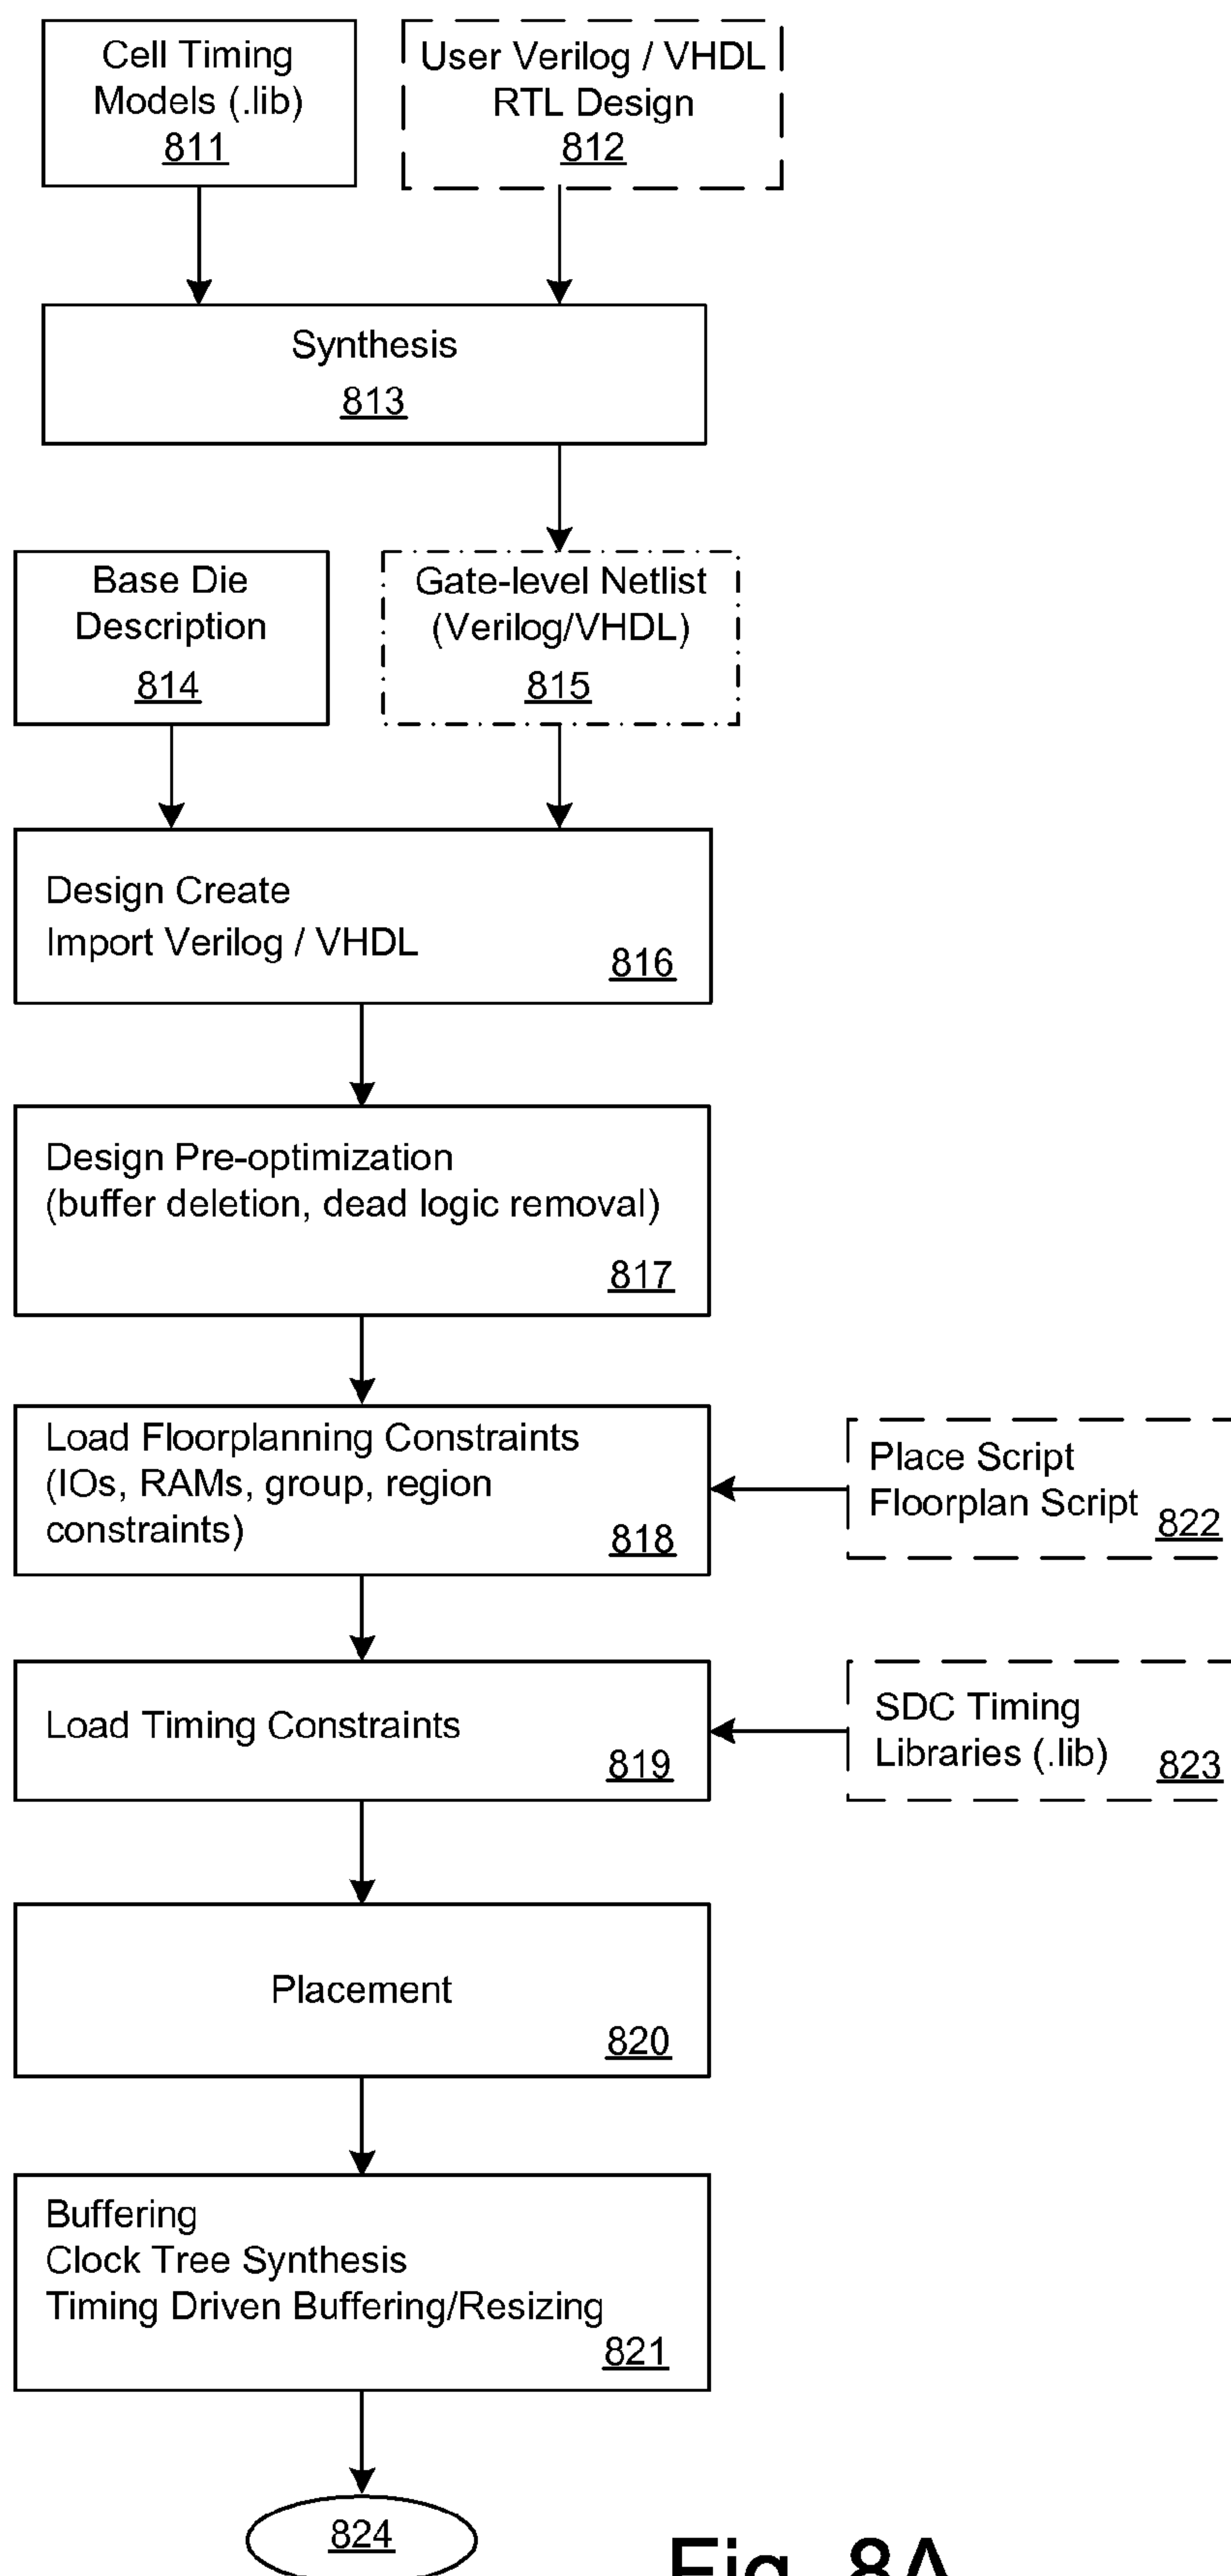 Cell Timing
Models (.lib)
811
User Verilog / VHDL
RTL Design
812
Synthesis
813
Base Die
Description
814
Gate-level Netlist
(Verilog/VHDL)
815
Design Create
Import Verilog / VHDL
816
Design Pre-optimization
(buffer deletion, dead logic removal)
817
Load Floorplanning Constraints
(IOs, RAMs, group, region
constraints)
818
Place Script
Floorplan Script
822
Load Timing Constraints
819
SDC Timing
Libraries (.lib)
823
Placement
820
Buffering
Clock Tree Synthesis
Timing Driven Buffering/Resizing
821
824
Fig. 8A